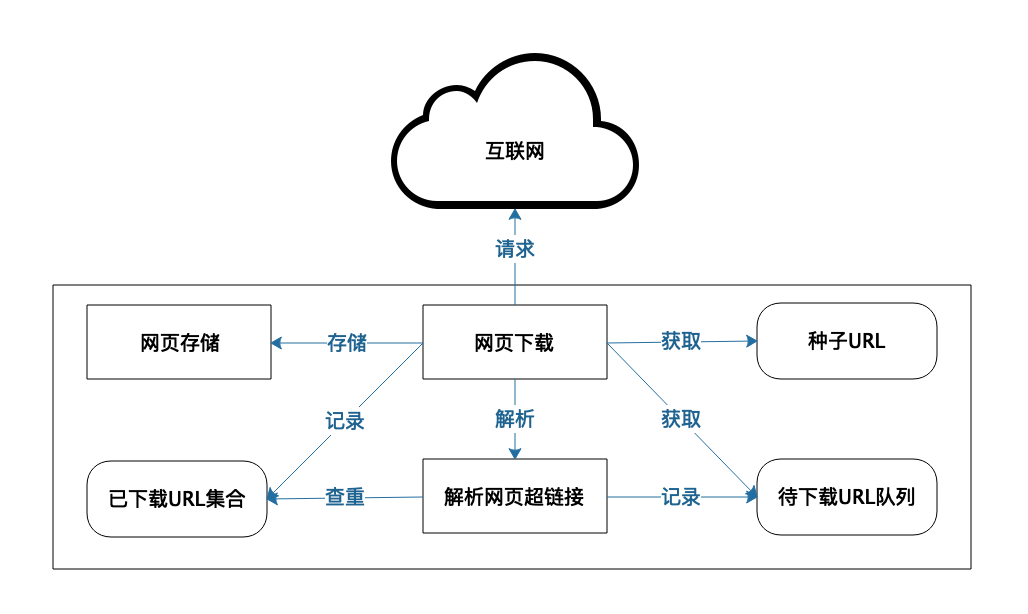 互联网
请求
网页存储
存储
网页下载
获取
种子URL
记录
解析
获取
已下载URL集合
查重
解析网页超链接
记录
待下载URL队列